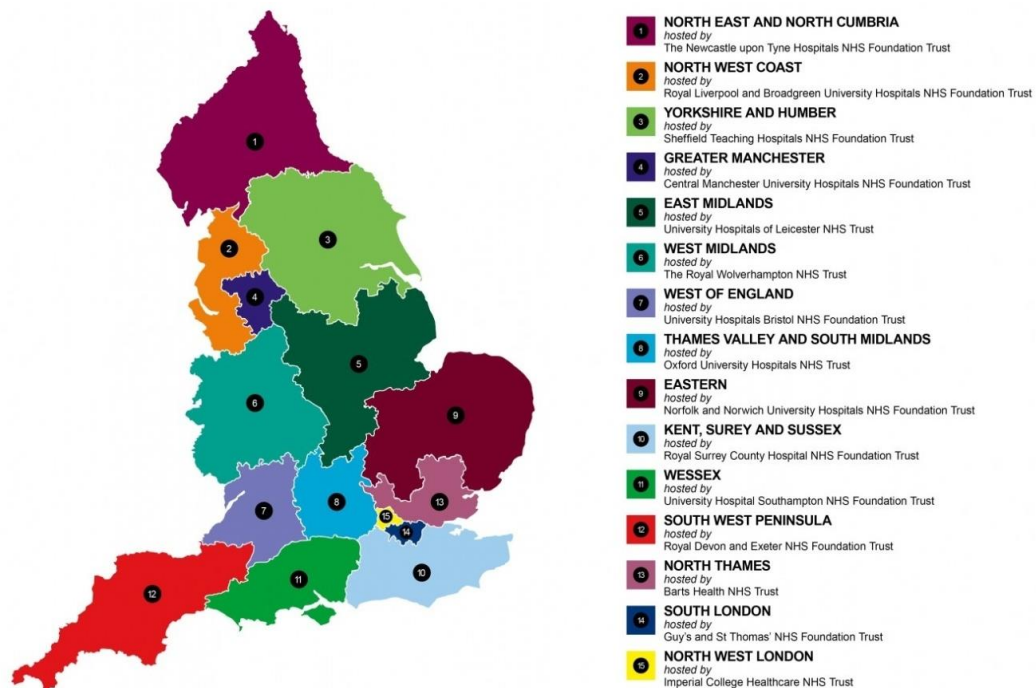 1
NORTH EAST AND NORTH CUMBRIA
hosted by
The Newcastle upon Tyne Hospitals NHS Foundation Trust
2
NORTH WEST COAST
hosted by
Royal Liverpool and Broadgreen University Hospitals NHS Foundation Trust
3
YORKSHIRE AND HUMBER
hosted by
Sheffield Teaching Hospitals NHS Foundation Trust
4
GREATER MANCHESTER
hosted by
Central Manchester University Hospitals NHS Foundation Trust
5
EAST MIDLANDS
hosted by
University Hospitals of Leicester NHS Trust
6
WEST MIDLANDS
hosted by
The Royal Wolverhampton NHS Trust
7
WEST OF ENGLAND
hosted by
University Hospitals Bristol NHS Foundation Trust
8
THAMES VALLEY AND SOUTH MIDLANDS
hosted by
Oxford University Hospitals NHS Trust
9
EASTERN
hosted by
Norfolk and Norwich University Hospitals NHS Foundation Trust
10
KENT, SUREY AND SUSSEX
hosted by
Royal Surrey County Hospital NHS Foundation Trust
11
WESSEX
hosted by
University Hospital Southampton NHS Foundation Trust
12
SOUTH WEST PENINSULA
hosted by
Royal Devon and Exeter NHS Foundation Trust
13
NORTH THAMES
hosted by
Barts Health NHS Trust
14
SOUTH LONDON
hosted by
Guy's and St Thomas' NHS Foundation Trust
15
NORTH WEST LONDON
hosted by
Imperial College Healthcare NHS Trust
1
3
2
4
5
6
9
8
13
7
15
14
10
11
12